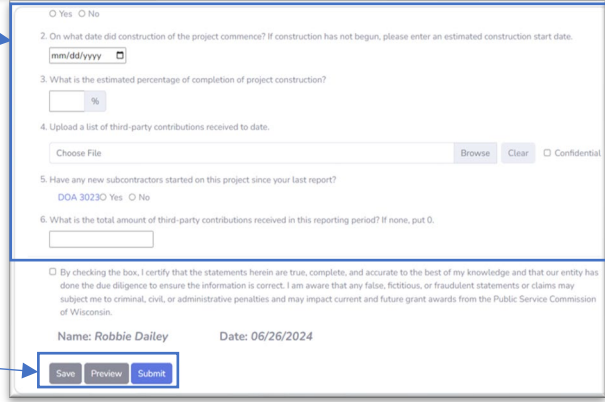 Yes No
2. On what date did construction of the project commence? If construction has not begun, please enter an estimated construction start date.
mm/dd/yyyy
3. What is the estimated percentage of completion of project construction?
%
4. Upload a list of third-party contributions received to date.
Choose File Browse Clear Confidential
5. Have any new subcontractors started on this project since your last report?
DOA 3023 Yes No
6. What is the total amount of third-party contributions received in this reporting period? If none, put 0.
By checking the box, I certify that the statements herein are true, complete, and accurate to the best of my knowledge and that our entity has
done the due diligence to ensure the information is correct. I am aware that any false, fictitious, or fraudulent statements or claims may
subject me to criminal, civil, or administrative penalties and may impact current and future grant awards from the Public Service Commission
of Wisconsin.
Name: Robbie Dailey Date: 06/26/2024
Save Preview Submit